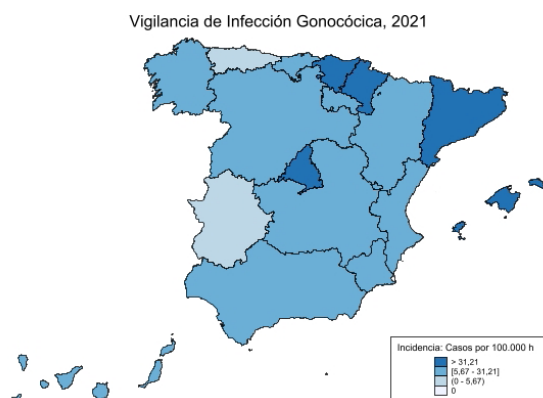 Vigilancia de Infección Gonocócica, 2021
Incidencia: Casos por 100.000 h
> 31,21
[5,67 - 31,21]
(0 - 5,67)
0